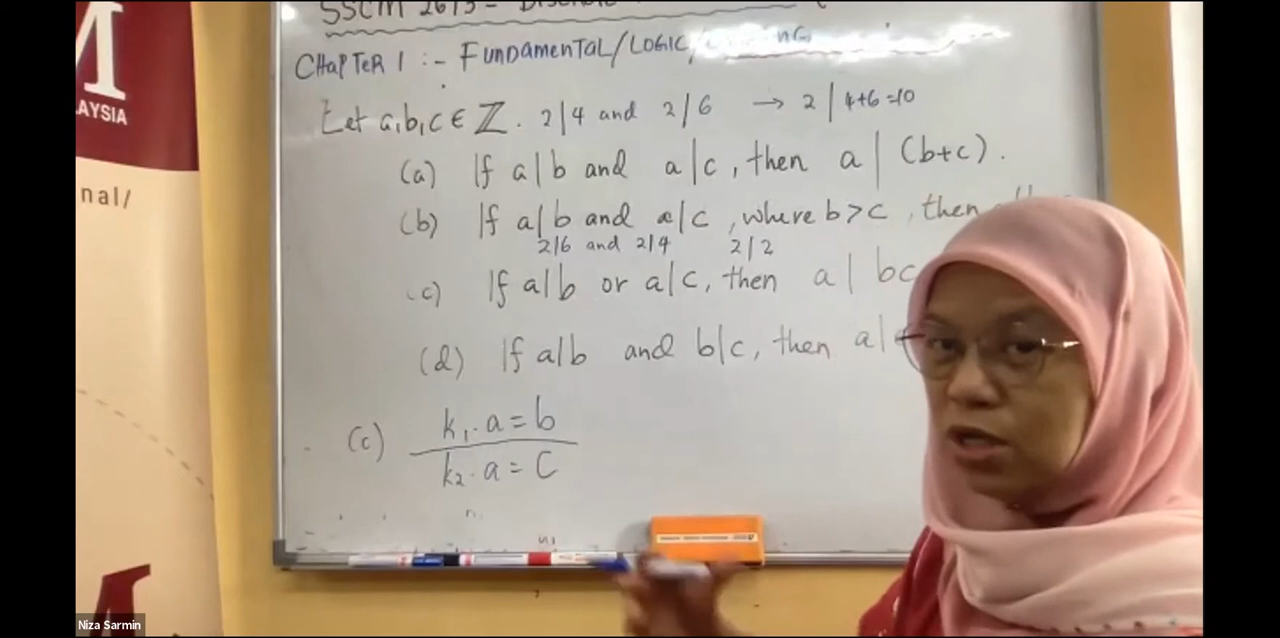 M
AYSIA
nal/
SSCM 2613 -
CHAPTER 1 :- FUNDAMENTAL/LOGIC/
Let a,b,c ∈ ℤ. 2|4 and 2|6 → 2 | 4+6=10
(a) If a|b and a|c, then a | (b+c).
(b) If a|b and a|c, where b>c, then
2|6 and 2|4 2|2
(c) If a|b or a|c, then a | bc
(d) If a|b and b|c, then a|
(c) k₁·a = b
k₂·a = c
Niza Sarmin